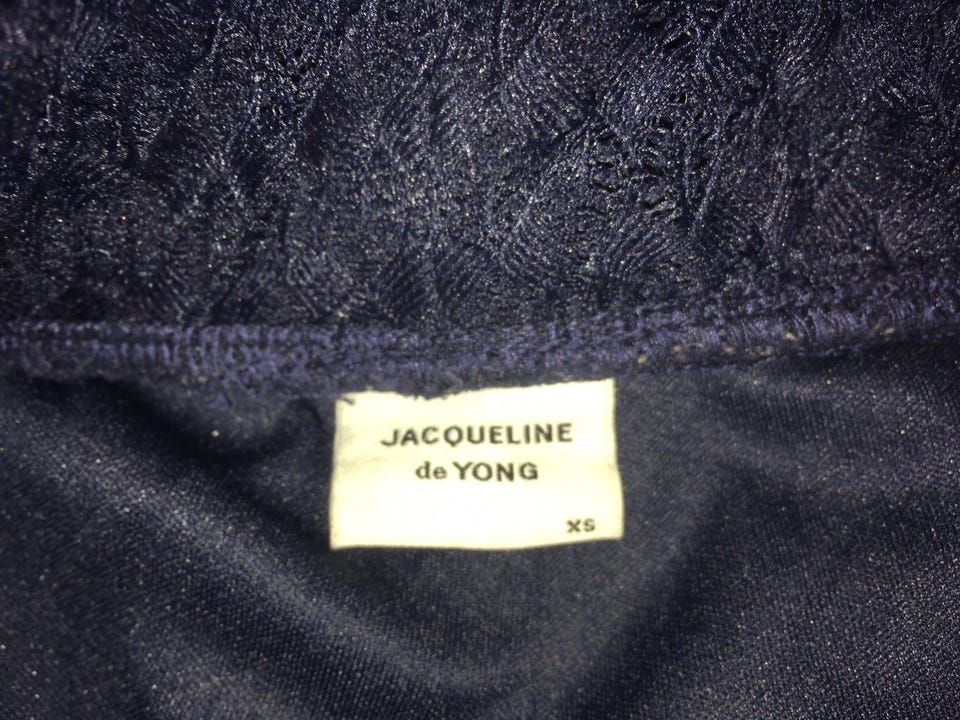 JACQUELINE
de YONG
XS